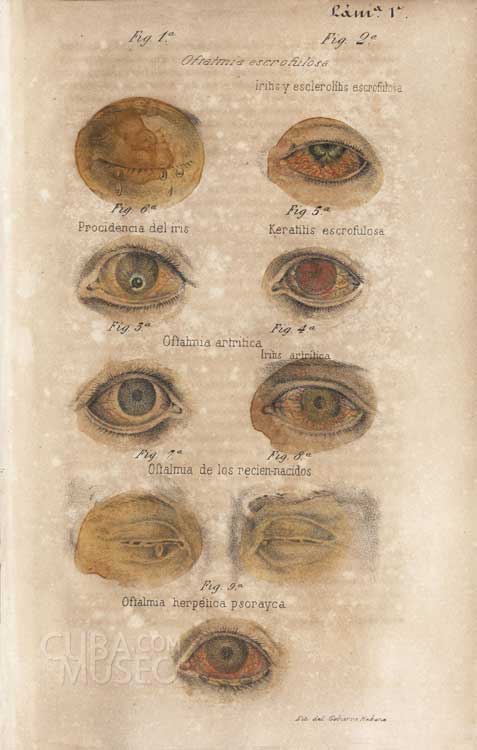 Lámª. 1ª.
Fig. 1ª
Fig. 2ª
Oftalmia escrofulosa
iritis y esclerotitis escrofulosa
Fig. 6ª
Fig. 5ª
Procidencia del iris
Keratitis escrofulosa
Fig. 3ª
Fig. 4ª
Oftalmia artritica
Iritis artritica
Fig. 7ª
Fig. 8ª
Oftalmia de los recien-nacidos
Fig. 9ª
Oftalmia herpetica psorayca
CUBA MUSEO.COM
Lit. del Gobierno Habana